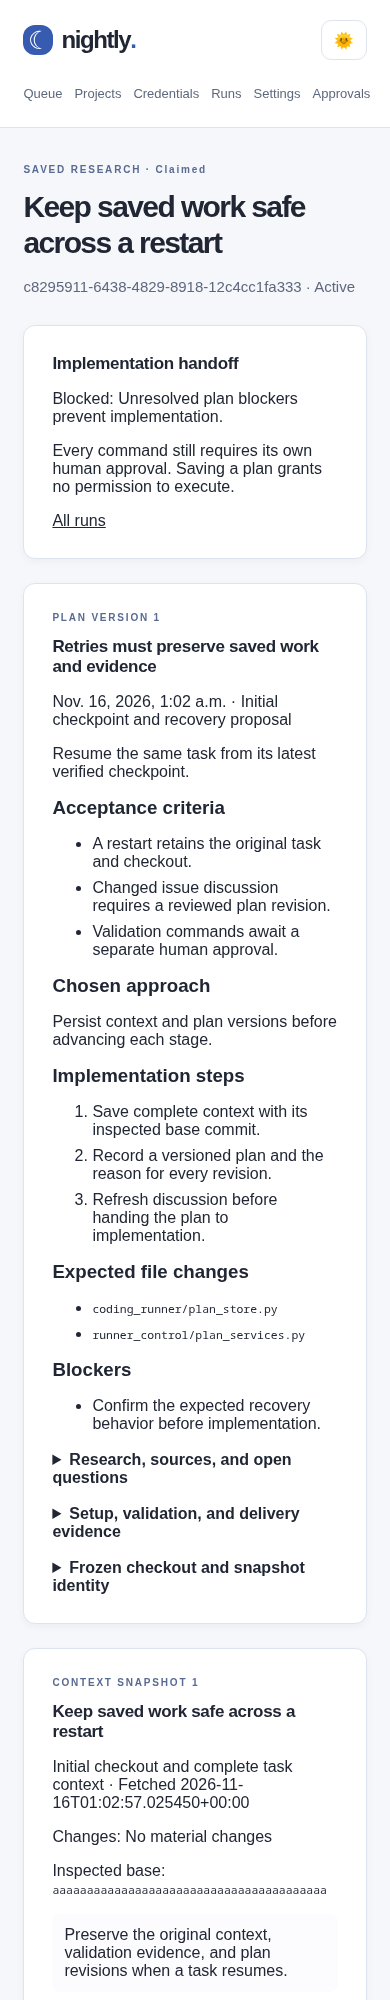 nightly.
Queue Projects Credentials Runs Settings Approvals
SAVED RESEARCH · Claimed
Keep saved work safe
across a restart
c8295911-6438-4829-8918-12c4cc1fa333 · Active
Implementation handoff
Blocked: Unresolved plan blockers
prevent implementation.
Every command still requires its own
human approval. Saving a plan grants
no permission to execute.
All runs
PLAN VERSION 1
Retries must preserve saved work
and evidence
Nov. 16, 2026, 1:02 a.m. · Initial
checkpoint and recovery proposal
Resume the same task from its latest
verified checkpoint.
Acceptance criteria
• A restart retains the original task
and checkout.
• Changed issue discussion
requires a reviewed plan revision.
• Validation commands await a
separate human approval.
Chosen approach
Persist context and plan versions before
advancing each stage.
Implementation steps
1. Save complete context with its
inspected base commit.
2. Record a versioned plan and the
reason for every revision.
3. Refresh discussion before
handing the plan to
implementation.
Expected file changes
• coding_runner/plan_store.py
• runner_control/plan_services.py
Blockers
• Confirm the expected recovery
behavior before implementation.
▶ Research, sources, and open
questions
▶ Setup, validation, and delivery
evidence
▶ Frozen checkout and snapshot
identity
CONTEXT SNAPSHOT 1
Keep saved work safe across a
restart
Initial checkout and complete task
context · Fetched 2026-11-
16T01:02:57.025450+00:00
Changes: No material changes
Inspected base:
aaaaaaaaaaaaaaaaaaaaaaaaaaaaaaaaaaaaaaaa
Preserve the original context,
validation evidence, and plan
revisions when a task resumes.